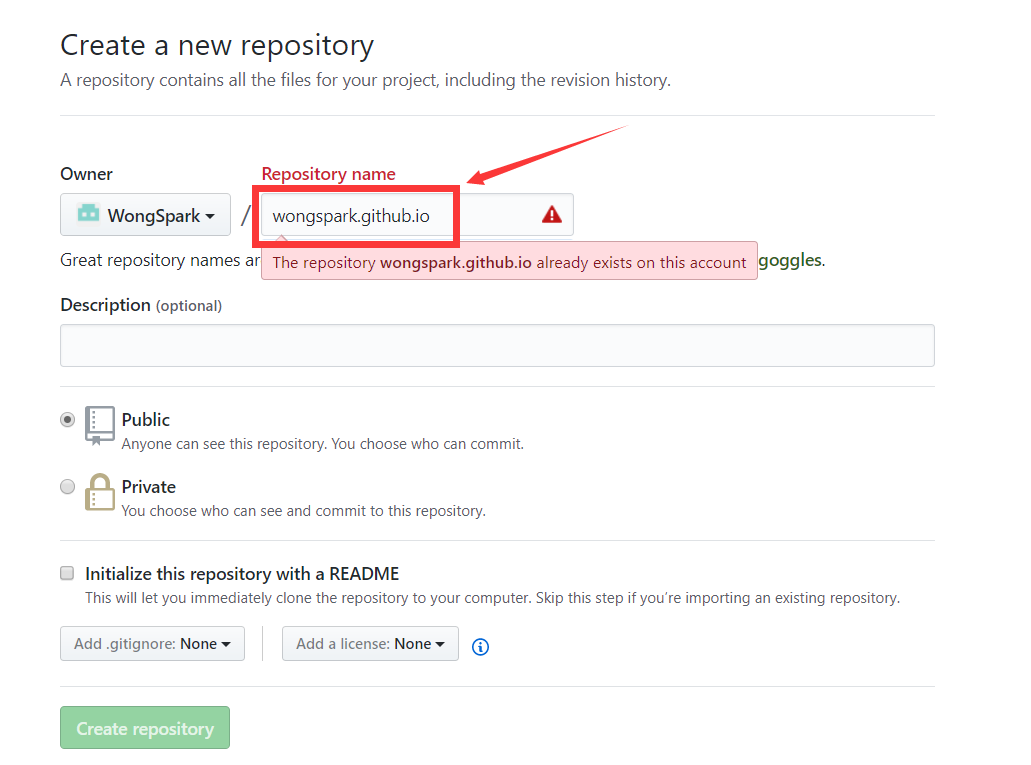 Create a new repository
A repository contains all the files for your project, including the revision history.
Owner
Repository name
WongSpark / wongspark.github.io
Great repository names ar
The repository wongspark.github.io already exists on this account
goggles.
Description (optional)
Public
Anyone can see this repository. You choose who can commit.
Private
You choose who can see and commit to this repository.
Initialize this repository with a README
This will let you immediately clone the repository to your computer. Skip this step if you’re importing an existing repository.
Add .gitignore: None
Add a license: None
Create repository